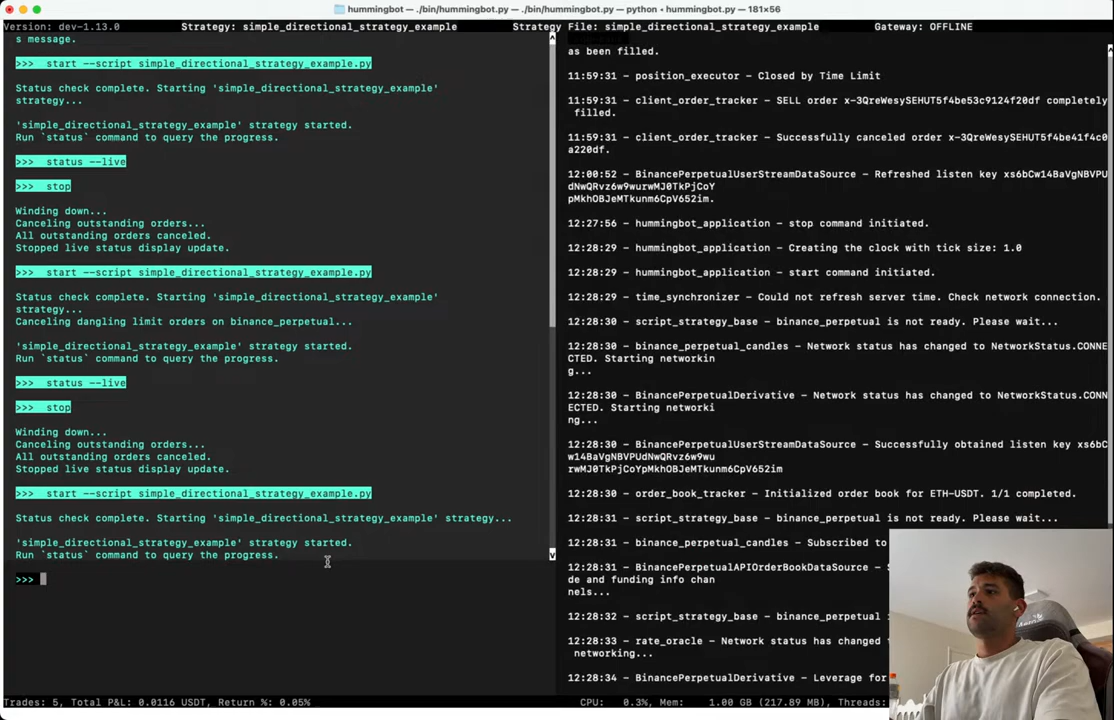 hummingbot — ./bin/hummingbot.py — ./bin/hummingbot.py — python • hummingbot.py — 181×56
Version: dev-1.13.0 Strategy: simple_directional_strategy_example Strategy File: simple_directional_strategy_example Gateway: OFFLINE
s message.
>>> start --script simple_directional_strategy_example.py
Status check complete. Starting 'simple_directional_strategy_example'
strategy...
'simple_directional_strategy_example' strategy started.
Run `status` command to query the progress.
>>> status --live
>>> stop
Winding down...
Canceling outstanding orders...
All outstanding orders canceled.
Stopped live status display update.
>>> start --script simple_directional_strategy_example.py
Status check complete. Starting 'simple_directional_strategy_example'
strategy...
Canceling dangling limit orders on binance_perpetual...
'simple_directional_strategy_example' strategy started.
Run `status` command to query the progress.
>>> status --live
>>> stop
Winding down...
Canceling outstanding orders...
All outstanding orders canceled.
Stopped live status display update.
>>> start --script simple_directional_strategy_example.py
Status check complete. Starting 'simple_directional_strategy_example' strategy...
'simple_directional_strategy_example' strategy started.
Run `status` command to query the progress.
>>>
as been filled.
11:59:31 - position_executor - Closed by Time Limit
11:59:31 - client_order_tracker - SELL order x-3QreWesySEHUT5f4be53c9124f20df completely
filled.
11:59:31 - client_order_tracker - Successfully canceled order x-3QreWesySEHUT5f4be41f4c0
a220df.
12:00:52 - BinancePerpetualUserStreamDataSource - Refreshed listen key xs6bCw14BaVgNBVPU
dNwQRvz6w9wurwMJ0TkPjCoY
pMkhOBJeMTkunm6CpV652im.
12:27:56 - hummingbot_application - stop command initiated.
12:28:29 - hummingbot_application - Creating the clock with tick size: 1.0
12:28:29 - hummingbot_application - start command initiated.
12:28:29 - time_synchronizer - Could not refresh server time. Check network connection.
12:28:30 - script_strategy_base - binance_perpetual is not ready. Please wait...
12:28:30 - binance_perpetual_candles - Network status has changed to NetworkStatus.CONNE
CTED. Starting networkin
g...
12:28:30 - BinancePerpetualDerivative - Network status has changed to NetworkStatus.CONN
ECTED. Starting networki
ng...
12:28:30 - BinancePerpetualUserStreamDataSource - Successfully obtained listen key xs6bC
w14BaVgNBVPUdNwQRvz6w9wu
rwMJ0TkPjCoYpMkhOBJeMTkunm6CpV652im
12:28:30 - order_book_tracker - Initialized order book for ETH-USDT. 1/1 completed.
12:28:31 - script_strategy_base - binance_perpetual is not ready. Please wait...
12:28:31 - binance_perpetual_candles - Subscribed to
12:28:31 - BinancePerpetualAPIOrderBookDataSource -
de and funding info chan
nels...
12:28:32 - script_strategy_base - binance_perpetual
12:28:33 - rate_oracle - Network status has changed
networking...
12:28:34 - BinancePerpetualDerivative - Leverage for
Trades: 5, Total P&L: 0.0116 USDT, Return %: 0.05% CPU: 0.3%, Mem: 1.00 GB (217.89 MB), Threads: